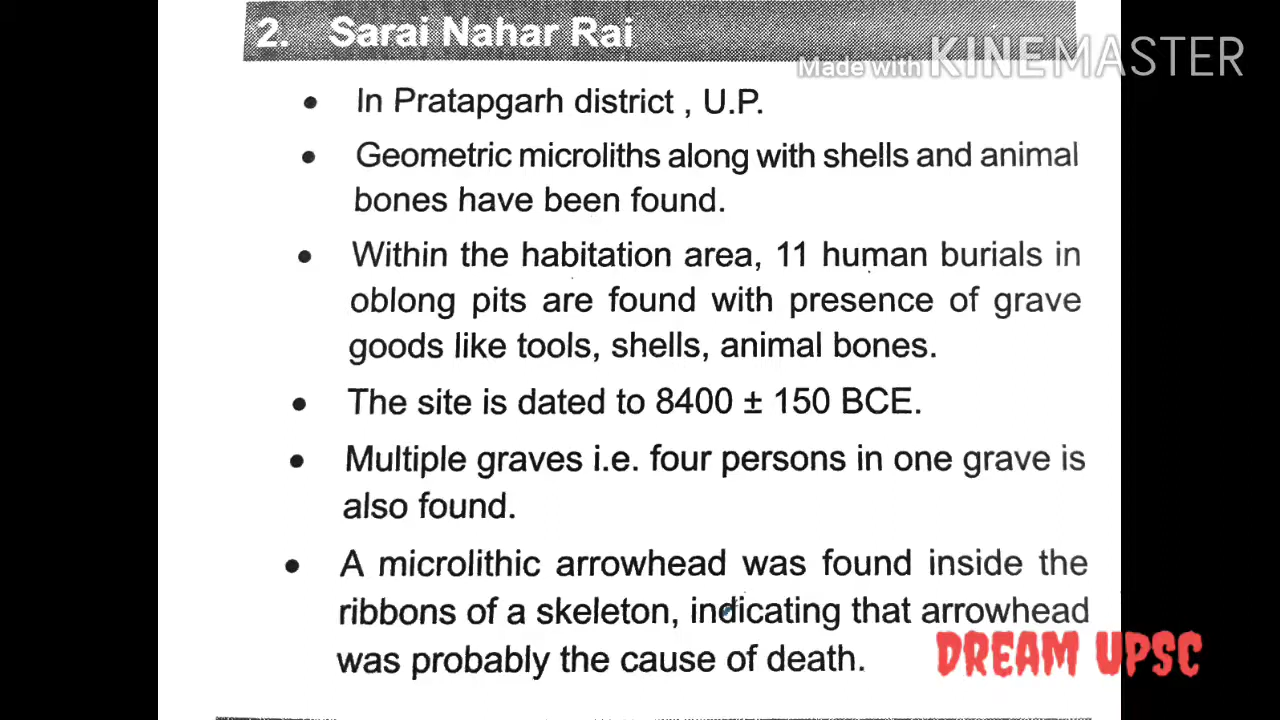 2. Sarai Nahar Rai
Made with KINEMASTER
• In Pratapgarh district , U.P.
• Geometric microliths along with shells and animal
bones have been found.
• Within the habitation area, 11 human burials in
oblong pits are found with presence of grave
goods like tools, shells, animal bones.
• The site is dated to 8400 ± 150 BCE.
• Multiple graves i.e. four persons in one grave is
also found.
• A microlithic arrowhead was found inside the
ribbons of a skeleton, indicating that arrowhead
was probably the cause of death.
DREAM UPSC